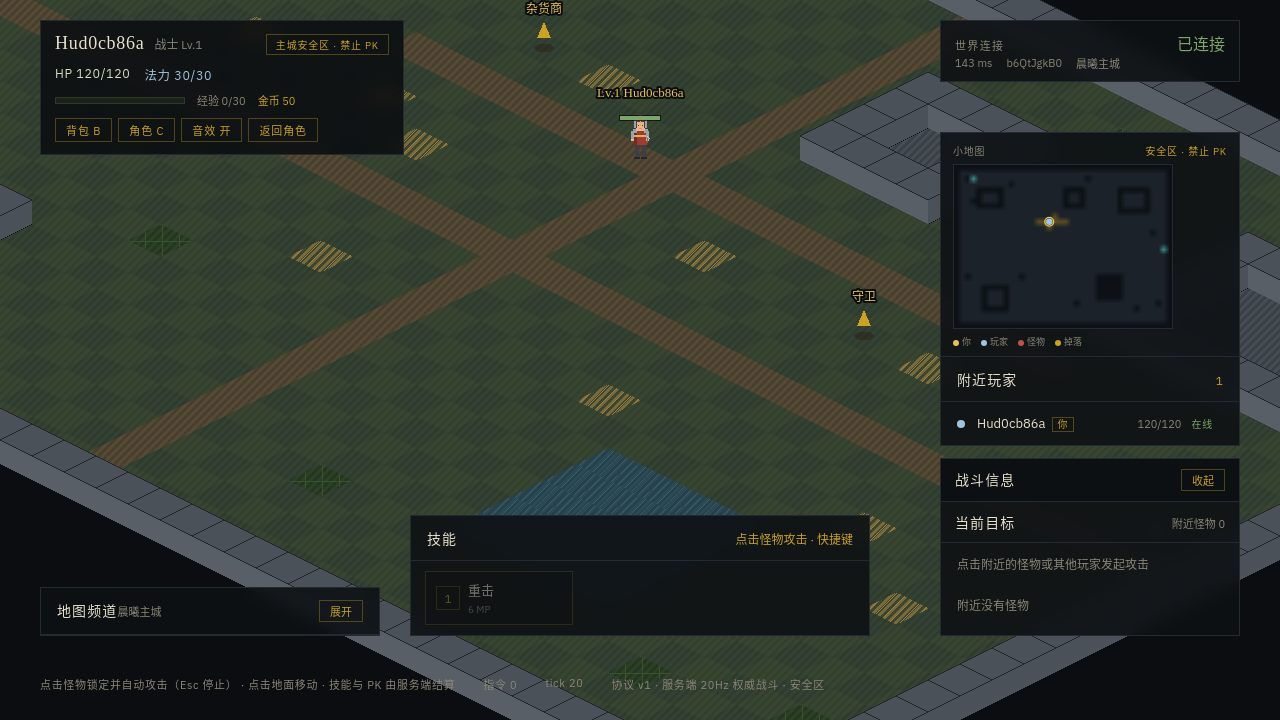 杂货商
Lv.1 Hud0cb86a
守卫
Hud0cb86a 战士 Lv.1 主城安全区 · 禁止 PK
HP 120/120 法力 30/30
经验 0/30 金币 50
背包 B 角色 C 音效 开 返回角色
世界连接 已连接
143 ms b6QtJgkB0 晨曦主城
小地图 安全区 · 禁止 PK
你 玩家 怪物 掉落
附近玩家 1
Hud0cb86a 你 120/120 在线
战斗信息 收起
当前目标 附近怪物 0
点击附近的怪物或其他玩家发起攻击
附近没有怪物
技能 点击怪物攻击 · 快捷键
1 重击
6 MP
地图频道 晨曦主城 展开
点击怪物锁定并自动攻击（Esc 停止） · 点击地面移动 · 技能与 PK 由服务端结算 指令 0 tick 20 协议 v1 · 服务端 20Hz 权威战斗 · 安全区